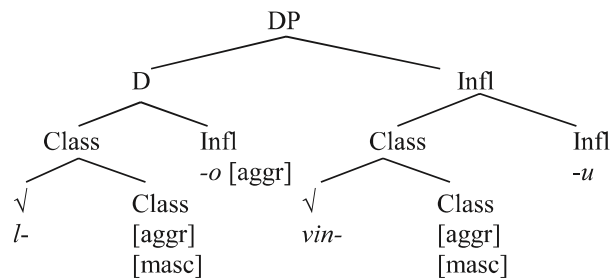 DP
D Infl
Class Infl Class Infl
-o [aggr] -u
√ Class √ Class
l- [aggr] vin- [aggr]
[masc] [masc]